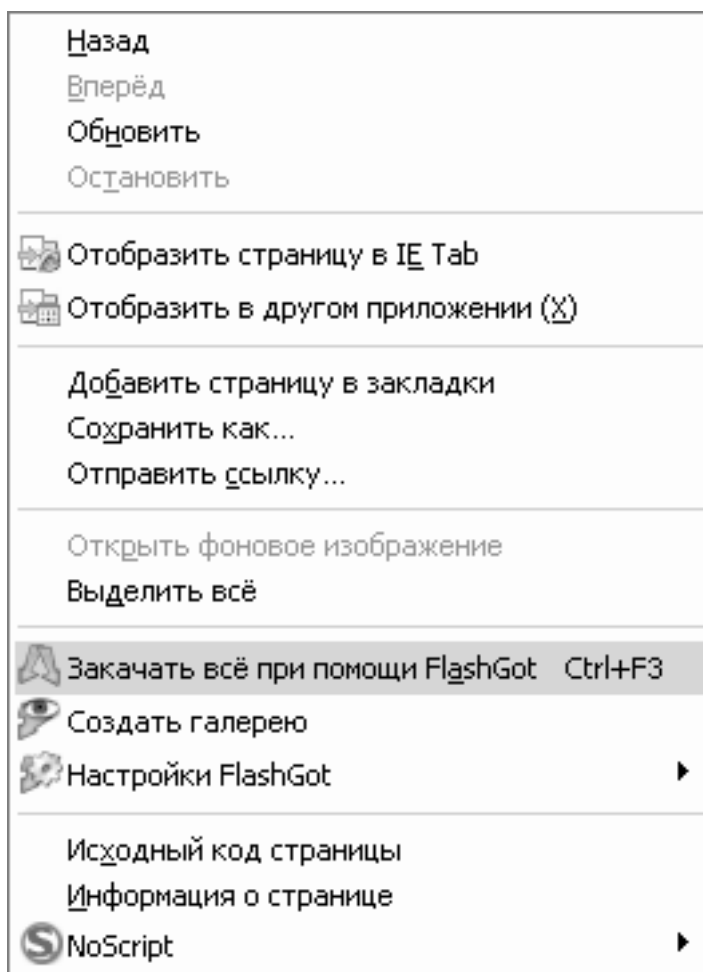 Назад
Вперёд
Обновить
Остановить
Отобразить страницу в IE Tab
Отобразить в другом приложении (X)
Добавить страницу в закладки
Сохранить как...
Отправить ссылку...
Открыть фоновое изображение
Выделить всё
Закачать всё при помощи FlashGot Ctrl+F3
Создать галерею
Настройки FlashGot
Исходный код страницы
Информация о странице
NoScript